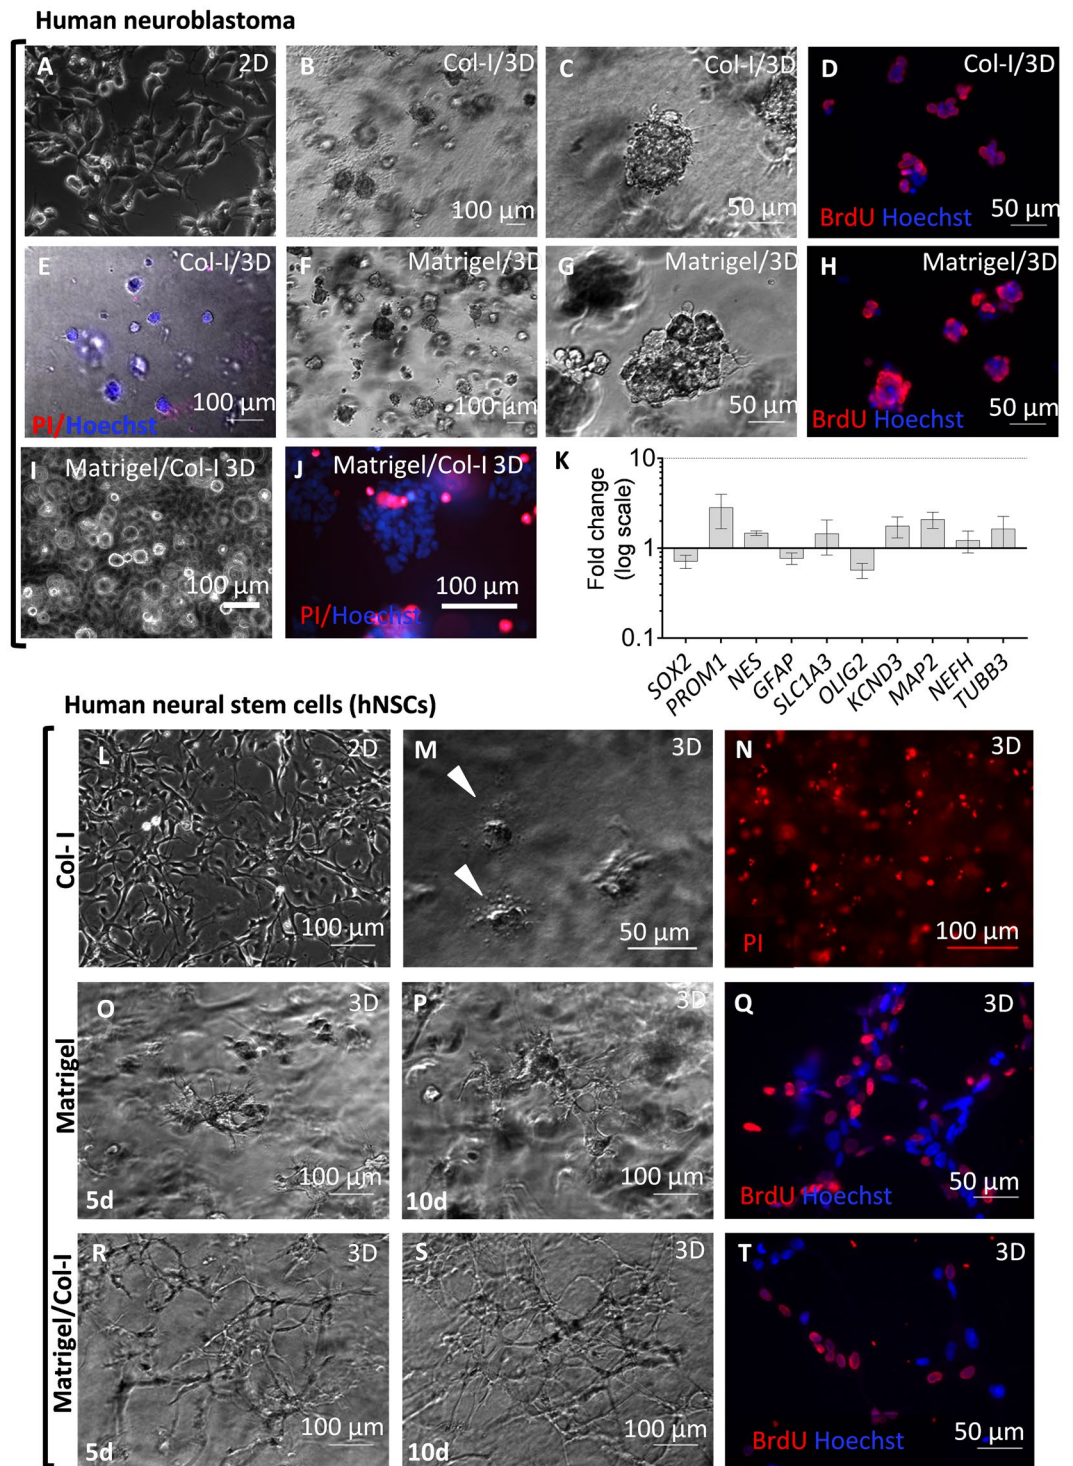 Human neuroblastoma
A 2D
B Col-I/3D
100 µm
C Col-I/3D
50 µm
D Col-I/3D
BrdU Hoechst 50 µm
E Col-I/3D
100 µm
PI/Hoechst
F Matrigel/3D
100 µm
G Matrigel/3D
50 µm
H Matrigel/3D
BrdU Hoechst 50 µm
I Matrigel/Col-I 3D
100 µm
J Matrigel/Col-I 3D
100 µm
PI/Hoechst
K
Fold change
(log scale)
10
1
0.1
SOX2
PROM1
NES
GFAP
SLC1A3
OLIG2
KCND3
MAP2
NEFH
TUBB3
Human neural stem cells (hNSCs)
Col- I
L 2D
100 µm
M 3D
50 µm
N 3D
PI 100 µm
Matrigel
O 3D
100 µm
5d
P 3D
100 µm
10d
Q 3D
50 µm
BrdU Hoechst
Matrigel/Col-I
R 3D
100 µm
5d
S 3D
100 µm
10d
T 3D
50 µm
BrdU Hoechst